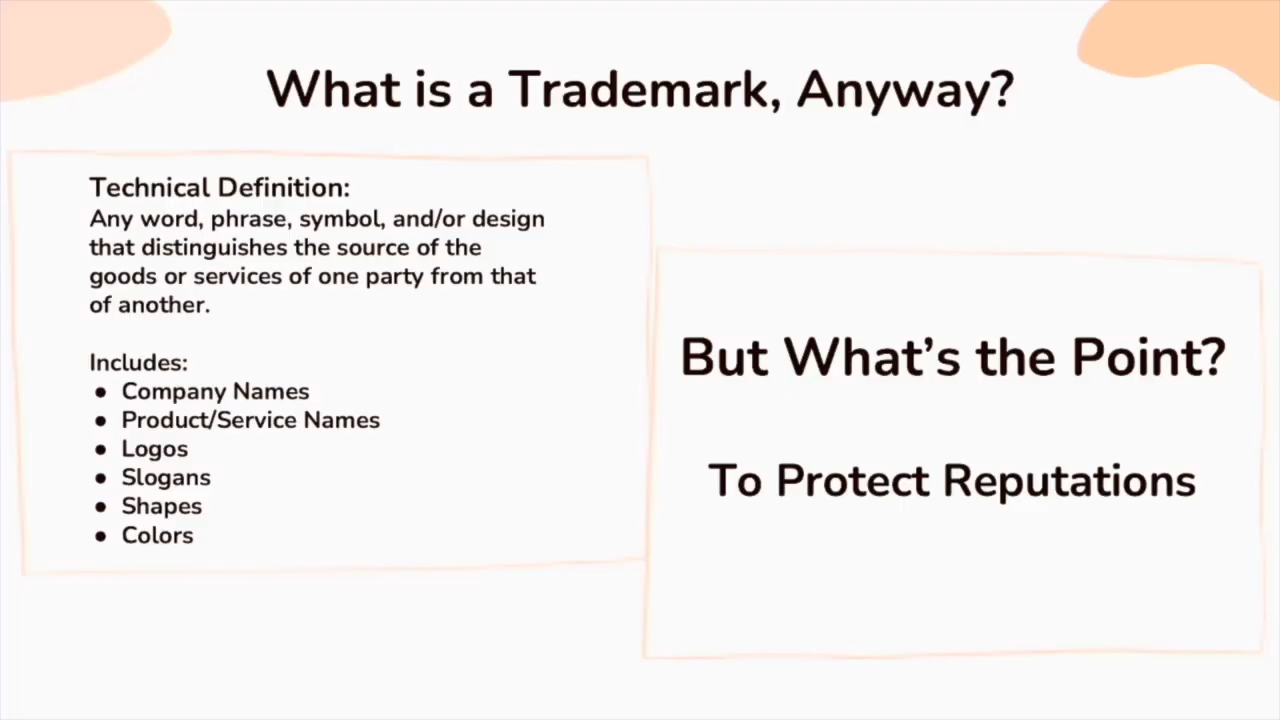 What is a Trademark, Anyway?
Technical Definition:
Any word, phrase, symbol, and/or design
that distinguishes the source of the
goods or services of one party from that
of another.
Includes:
● Company Names
● Product/Service Names
● Logos
● Slogans
● Shapes
● Colors
But What’s the Point?
To Protect Reputations